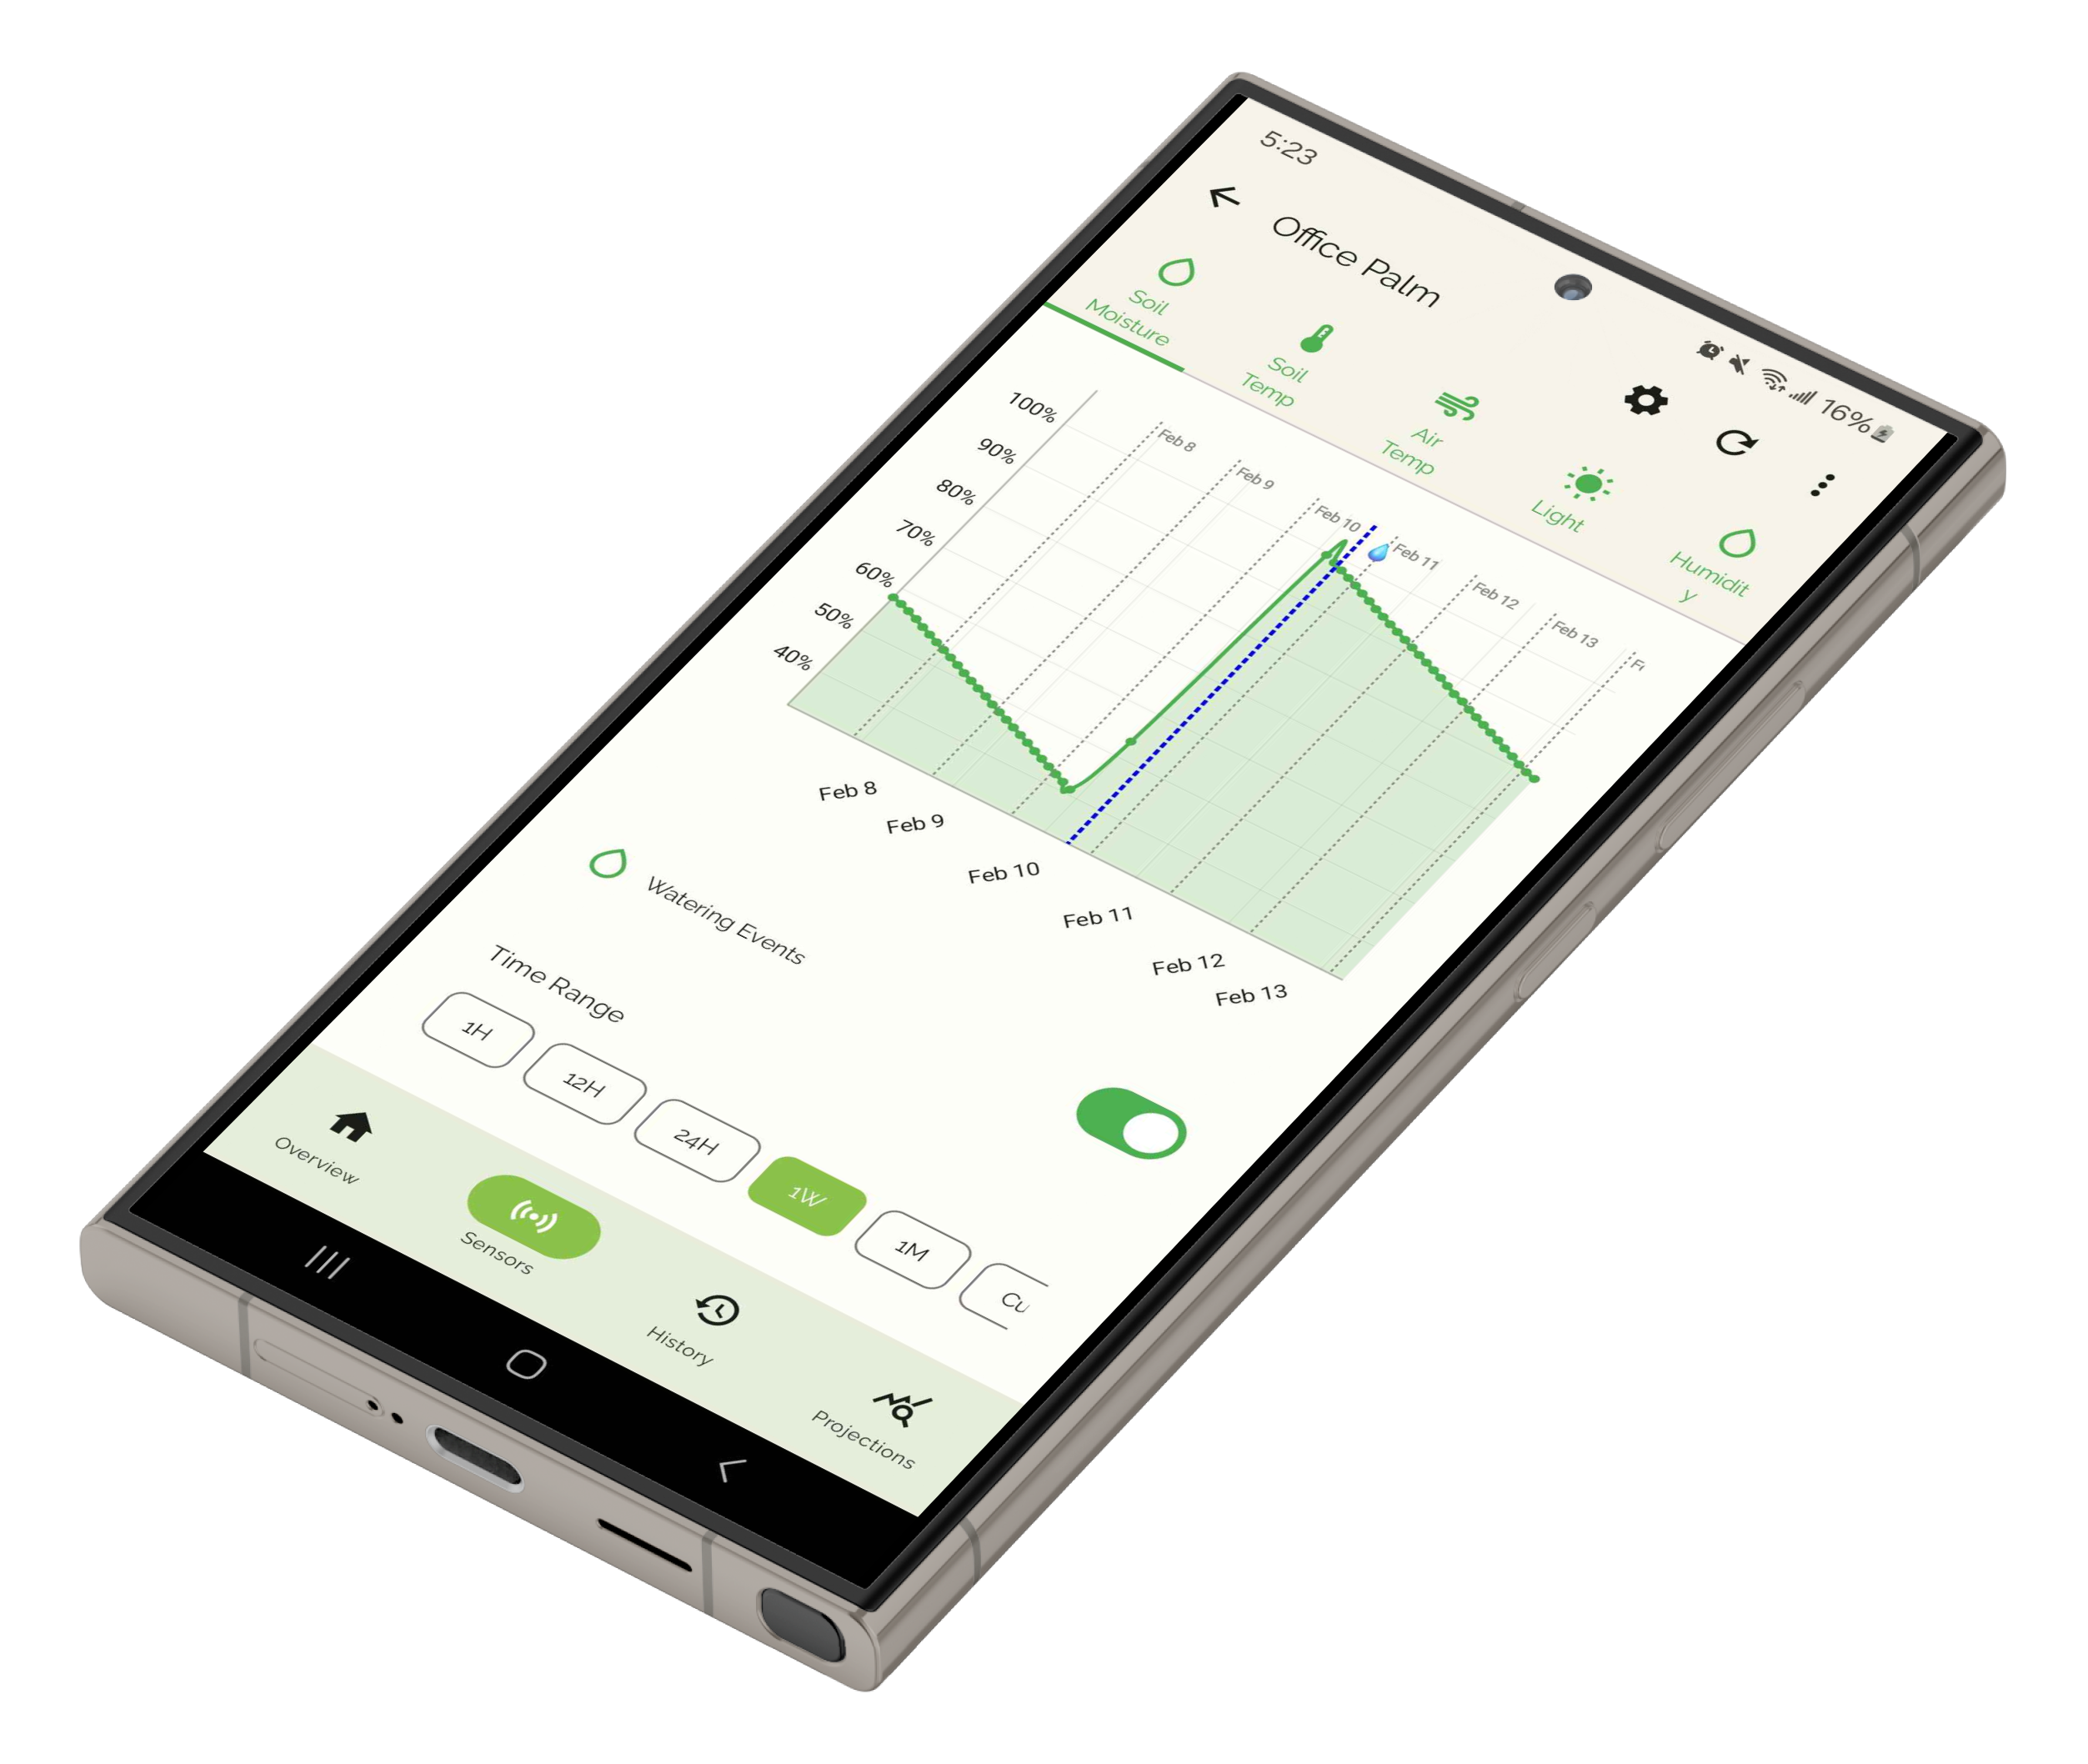 5:23
16%
Office Palm
Soil
Moisture
Soil
Temp
Air
Temp
Light
Humidit
y
100%
90%
80%
70%
60%
50%
40%
Feb 8
Feb 9
Feb 10
Feb 11
Feb 12
Feb 13
Fe
Feb 8
Feb 9
Feb 10
Feb 11
Feb 12
Feb 13
Watering Events
Time Range
1H
12H
24H
1W
1M
Cu
Overview
Sensors
History
Projections